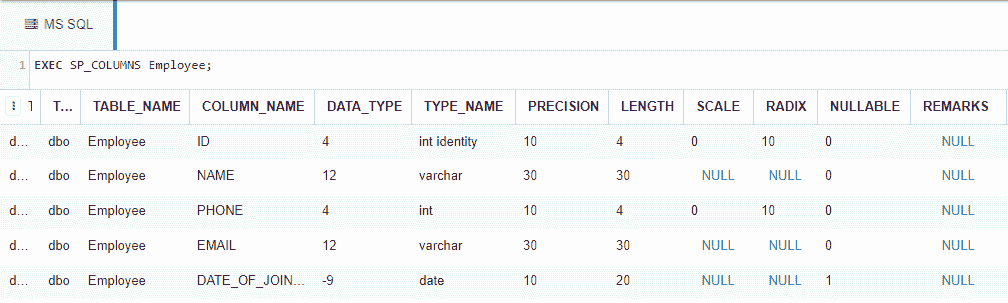 MS SQL
1 EXEC SP_COLUMNS Employee;
T T... TABLE_NAME COLUMN_NAME DATA_TYPE TYPE_NAME PRECISION LENGTH SCALE RADIX NULLABLE REMARKS
d... dbo Employee ID 4 int identity 10 4 0 10 0 NULL
d... dbo Employee NAME 12 varchar 30 30 NULL NULL 0 NULL
d... dbo Employee PHONE 4 int 10 4 0 10 0 NULL
d... dbo Employee EMAIL 12 varchar 30 30 NULL NULL 0 NULL
d... dbo Employee DATE_OF_JOIN... -9 date 10 20 NULL NULL 1 NULL